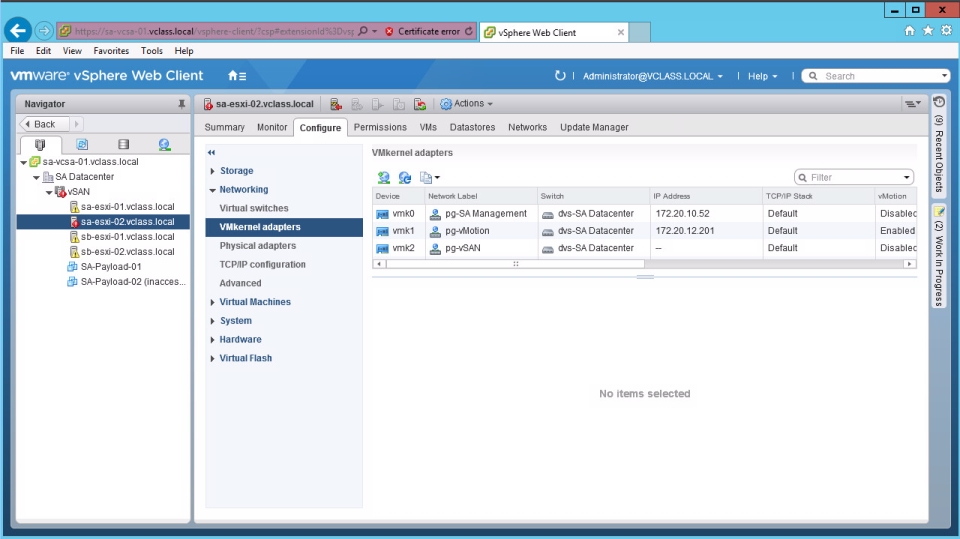 https://sa-vcsa-01.vclass.local/vsphere-client/?csp#extensionId%3Dvsp
Certificate error
vSphere Web Client
File Edit View Favorites Tools Help
vmware® vSphere Web Client
Administrator@VCLASS.LOCAL
Help
Search
Navigator
Back
sa-vcsa-01.vclass.local
SA Datacenter
vSAN
sa-esxi-01.vclass.local
sa-esxi-02.vclass.local
sb-esxi-01.vclass.local
sb-esxi-02.vclass.local
SA-Payload-01
SA-Payload-02 (inacces...
sa-esxi-02.vclass.local
Actions
Summary Monitor Configure Permissions VMs Datastores Networks Update Manager
Storage
Networking
Virtual switches
VMkernel adapters
Physical adapters
TCP/IP configuration
Advanced
Virtual Machines
System
Hardware
Virtual Flash
VMkernel adapters
Filter
Device Network Label Switch IP Address TCP/IP Stack vMotion
vmk0 pg-SA Management dvs-SA Datacenter 172.20.10.52 Default Disabled
vmk1 pg-vMotion dvs-SA Datacenter 172.20.12.201 Default Enabled
vmk2 pg-vSAN dvs-SA Datacenter -- Default Disabled
No items selected
(9) Recent Objects
(2) Work In Progress